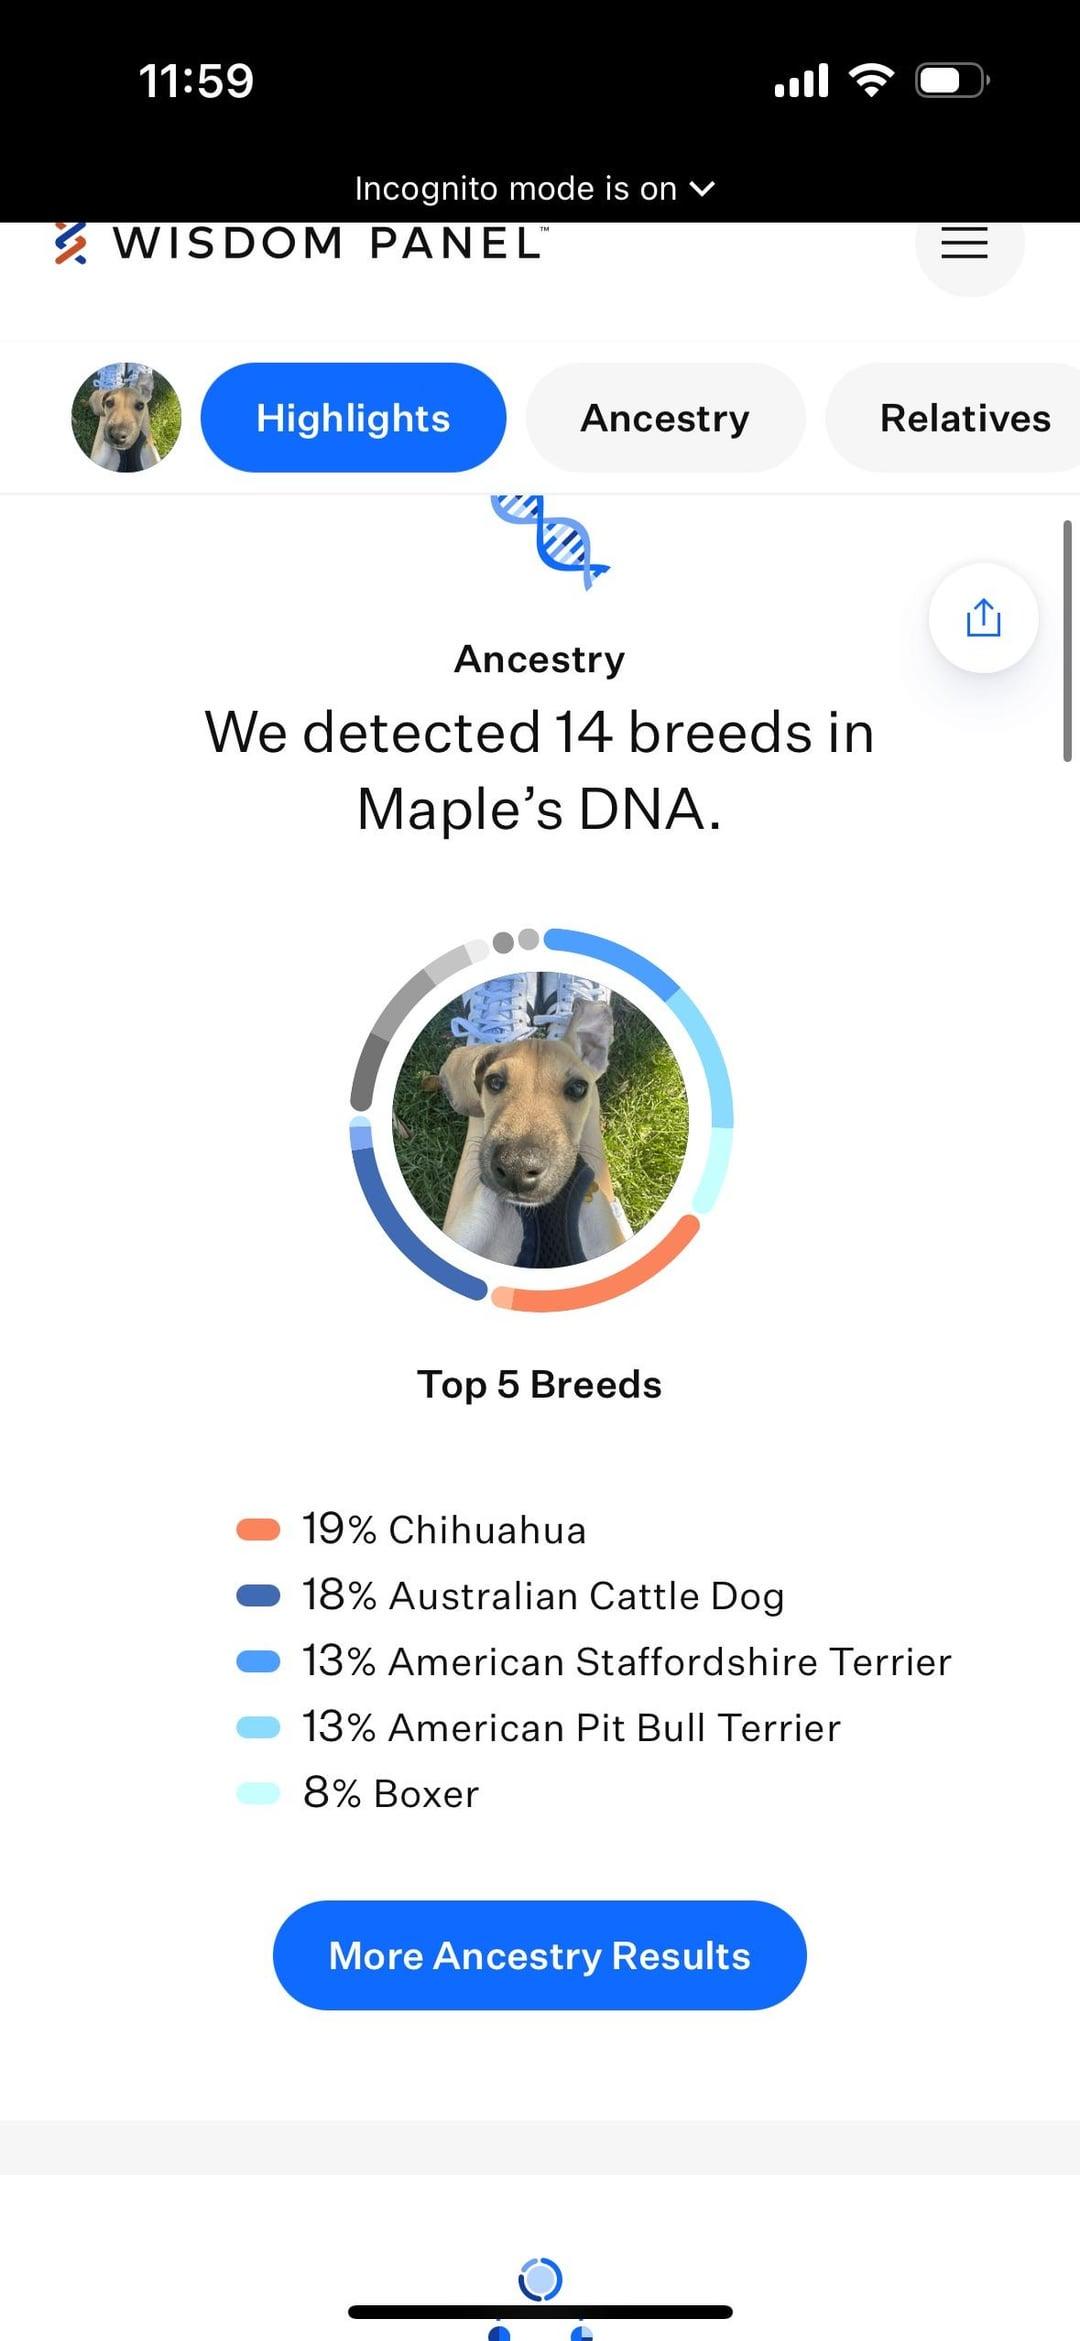 11:59
Incognito mode is on
WISDOM PANEL™
Highlights
Ancestry
Relatives
Ancestry
We detected 14 breeds in
Maple’s DNA.
Top 5 Breeds
19% Chihuahua
18% Australian Cattle Dog
13% American Staffordshire Terrier
13% American Pit Bull Terrier
8% Boxer
More Ancestry Results